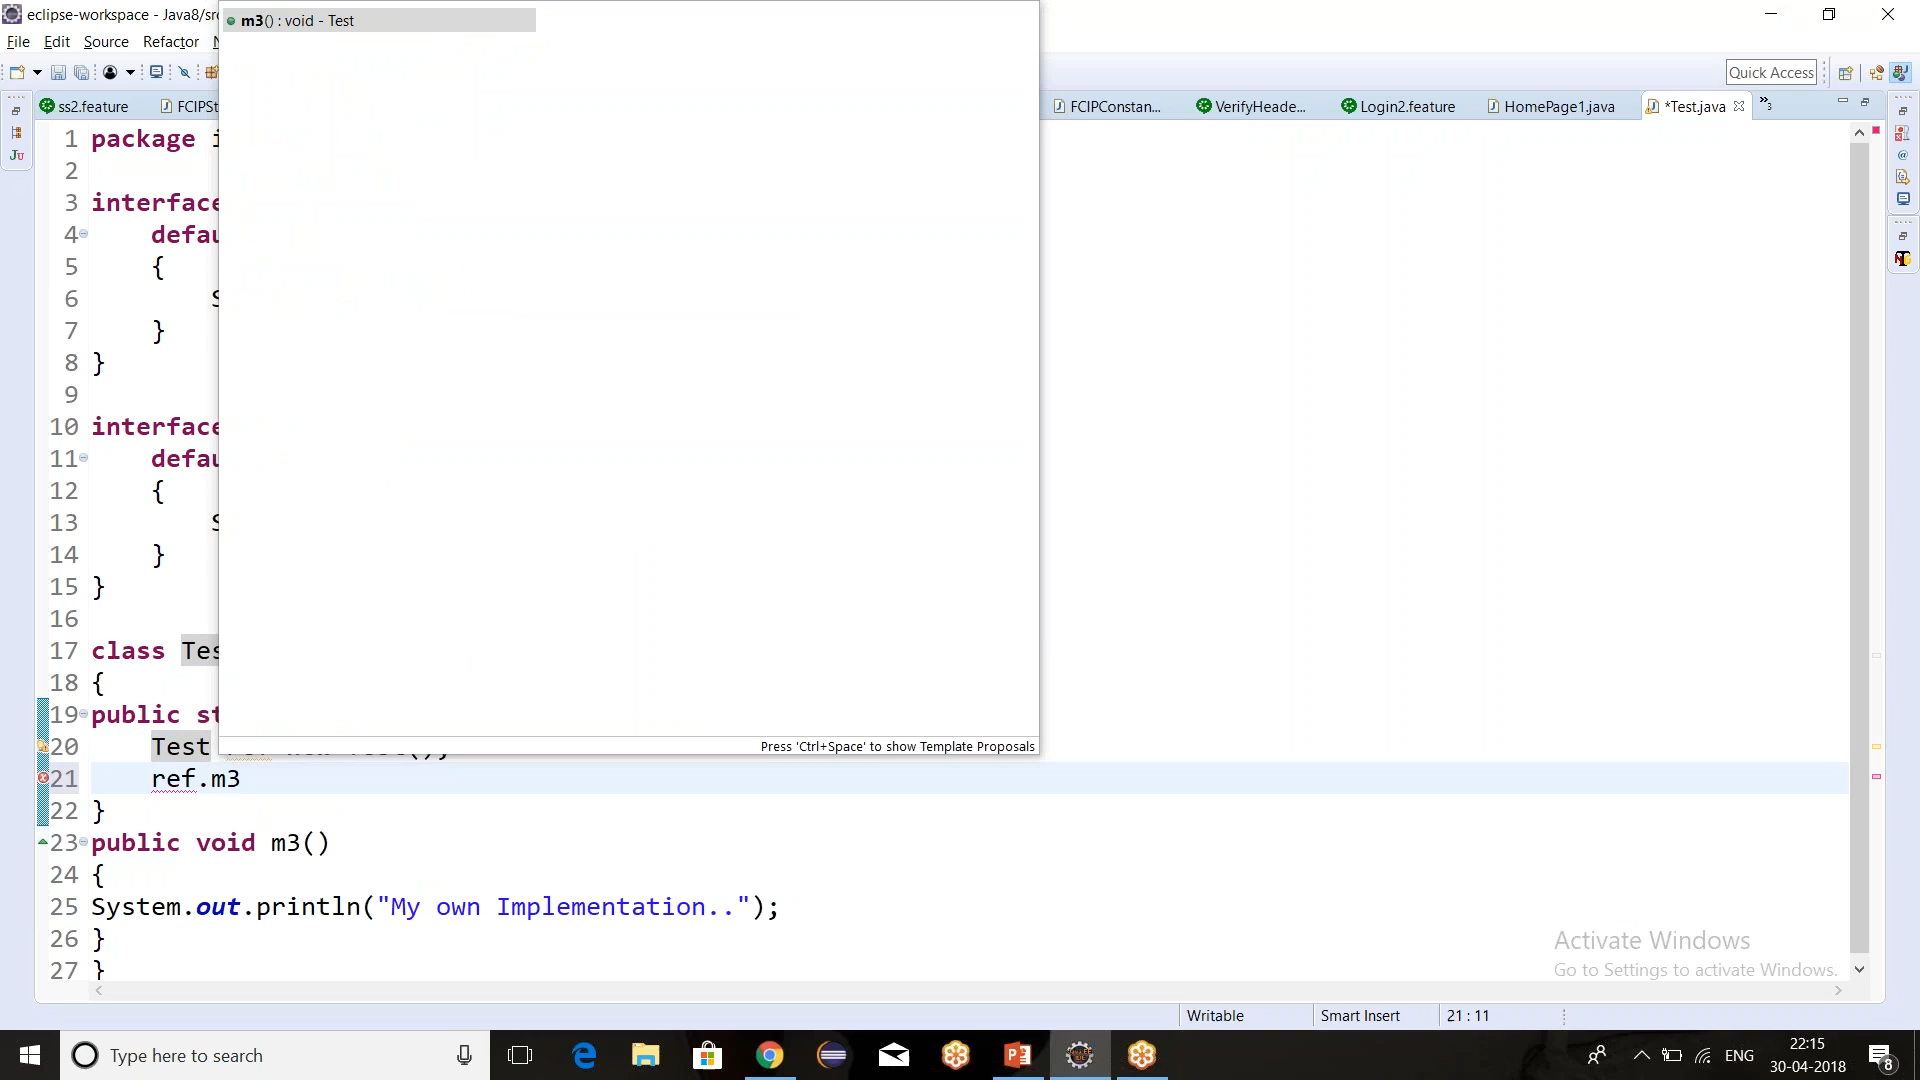 eclipse-workspace - Java8/src
m3() : void - Test
File Edit Source Refactor
Quick Access
ss2.feature FCIPSt FCIPConstan... VerifyHeade... Login2.feature HomePage1.java *Test.java »3
1 package i
2
3 interface
4 defau
5 {
6 S
7 }
8 }
9
10 interface
11 defau
12 {
13 S
14 }
15 }
16
17 class Tes
18 {
19 public st
20 Test
Press 'Ctrl+Space' to show Template Proposals
21 ref.m3
22 }
23 public void m3()
24 {
25 System.out.println("My own Implementation..");
26 }
27 }
Activate Windows
Go to Settings to activate Windows.
Writable Smart Insert 21 : 11
Type here to search
ENG
22:15
30-04-2018
8